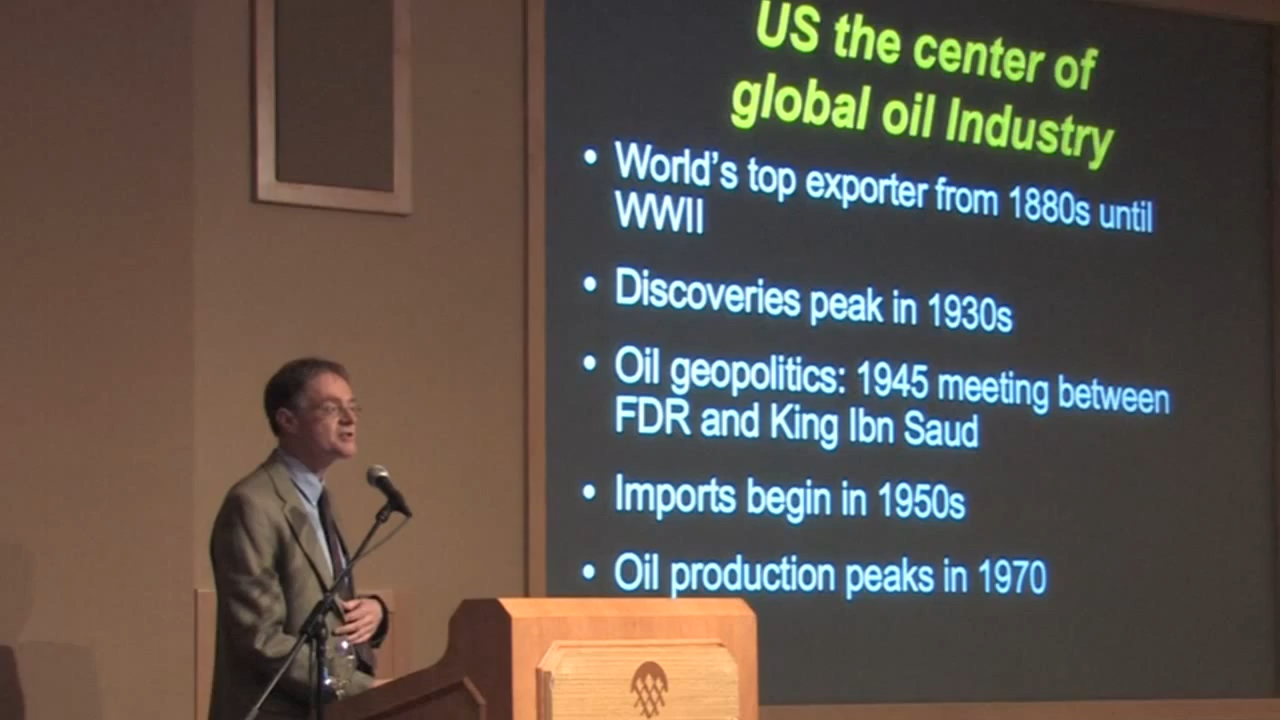 US the center of
global oil Industry
• World's top exporter from 1880s until
WWII
• Discoveries peak in 1930s
• Oil geopolitics: 1945 meeting between
FDR and King Ibn Saud
• Imports begin in 1950s
• Oil production peaks in 1970